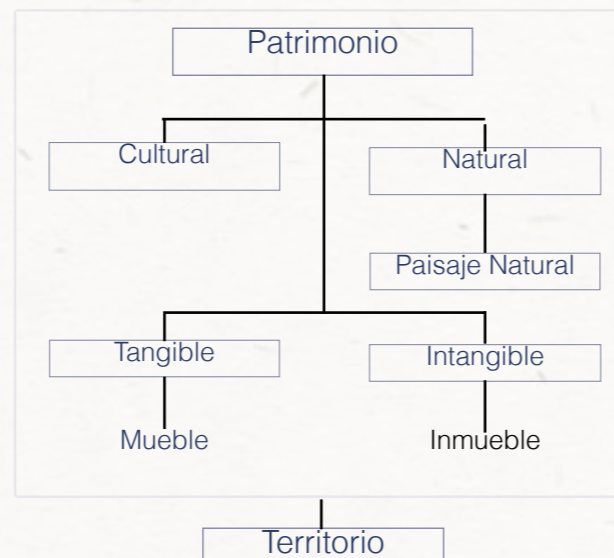 Patrimonio
Cultural
Natural
Paisaje Natural
Tangible
Intangible
Mueble
Inmueble
Territorio